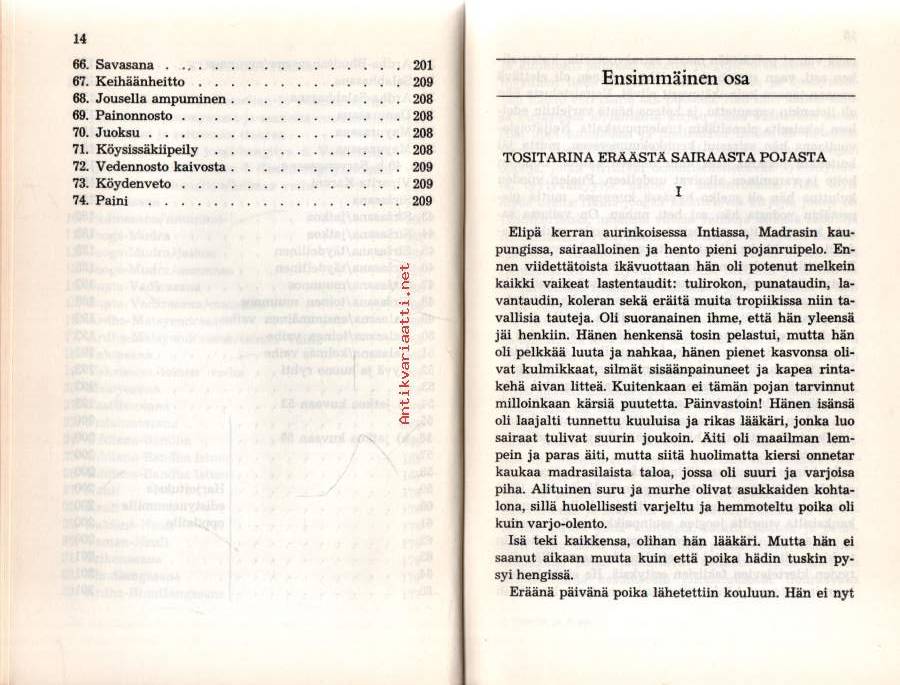 14
66. Savasana . . . . . . . . . . . . . . . 201
67. Keihäänheitto . . . . . . . . . . . . . 209
68. Jousella ampuminen . . . . . . . . . . . 208
69. Painonnosto . . . . . . . . . . . . . . 208
70. Juoksu . . . . . . . . . . . . . . . . 208
71. Köysissäkiipeily . . . . . . . . . . . . 208
72. Vedennosto kaivosta . . . . . . . . . . . 209
73. Köydenveto . . . . . . . . . . . . . . 209
74. Paini . . . . . . . . . . . . . . . . 209
Antikvariaatti.net
Ensimmäinen osa
TOSITARINA ERÄÄSTÄ SAIRAASTA POJASTA
I
Elipä kerran aurinkoisessa Intiassa, Madrasin kau-
pungissa, sairaalloinen ja hento pieni pojanruipelo. En-
nen viidettätoista ikävuottaan hän oli potenut melkein
kaikki vaikeat lastentaudit: tulirokon, punataudin, la-
vantaudin, koleran sekä eräitä muita tropiikissa niin ta-
vallisia tauteja. Oli suoranainen ihme, että hän yleensä
jäi henkiin. Hänen henkensä tosin pelastui, mutta hän
oli pelkkää luuta ja nahkaa, hänen pienet kasvonsa oli-
vat kulmikkaat, silmät sisäänpainuneet ja kapea rinta-
kehä aivan litteä. Kuitenkaan ei tämän pojan tarvinnut
milloinkaan kärsiä puutetta. Päinvastoin! Hänen isänsä
oli laajalti tunnettu kuuluisa ja rikas lääkäri, jonka luo
sairaat tulivat suurin joukoin. Äiti oli maailman lem-
pein ja paras äiti, mutta siitä huolimatta kiersi onnetar
kaukaa madrasilaista taloa, jossa oli suuri ja varjoisa
piha. Alituinen suru ja murhe olivat asukkaiden kohta-
lona, sillä huolellisesti varjeltu ja hemmoteltu poika oli
kuin varjo-olento.
Isä teki kaikkensa, olihan hän lääkäri. Mutta hän ei
saanut aikaan muuta kuin että poika hädin tuskin py-
syi hengissä.
Eräänä päivänä poika lähetettiin kouluun. Hän ei nyt